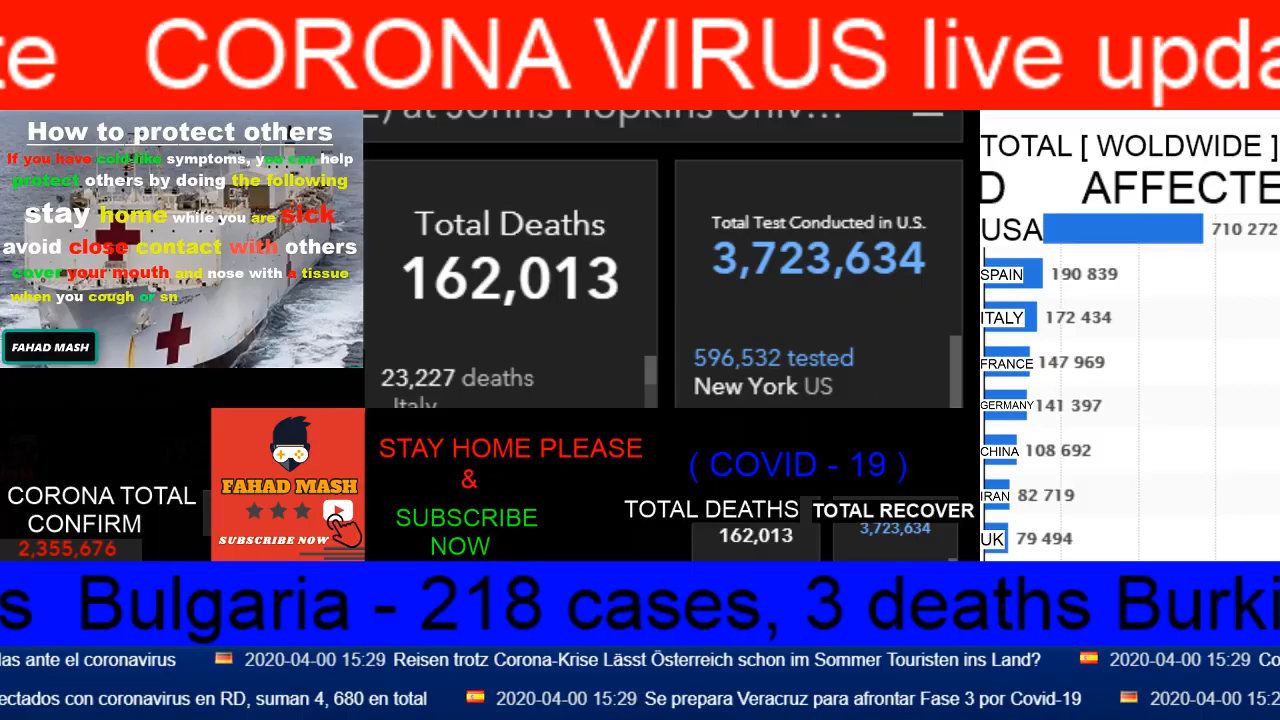 te CORONA VIRUS live upda
How to protect others
If you have cold-like symptoms, you can help
protect others by doing the following
stay home while you are sick
avoid close contact with others
cover your mouth and nose with a tissue
when you cough or sn
FAHAD MASH
at Johns Hopkins Univ...
Total Deaths
162,013
23,227 deaths
Italy
Total Test Conducted in U.S.
3,723,634
596,532 tested
New York US
TOTAL [ WOLDWIDE ]
D AFFECTE
USA 710 272
SPAIN 190 839
ITALY 172 434
FRANCE 147 969
GERMANY 141 397
CHINA 108 692
IRAN 82 719
UK 79 494
CORONA TOTAL
CONFIRM
2,355,676
FAHAD MASH
SUBSCRIBE NOW
STAY HOME PLEASE
&
SUBSCRIBE
NOW
( COVID - 19 )
TOTAL DEATHS
162,013
TOTAL RECOVER
3,723,634
s Bulgaria - 218 cases, 3 deaths Burki
las ante el coronavirus 2020-04-00 15:29 Reisen trotz Corona-Krise Lässt Österreich schon im Sommer Touristen ins Land? 2020-04-00 15:29 Co
ectados con coronavirus en RD, suman 4, 680 en total 2020-04-00 15:29 Se prepara Veracruz para afrontar Fase 3 por Covid-19 2020-04-00 15:2